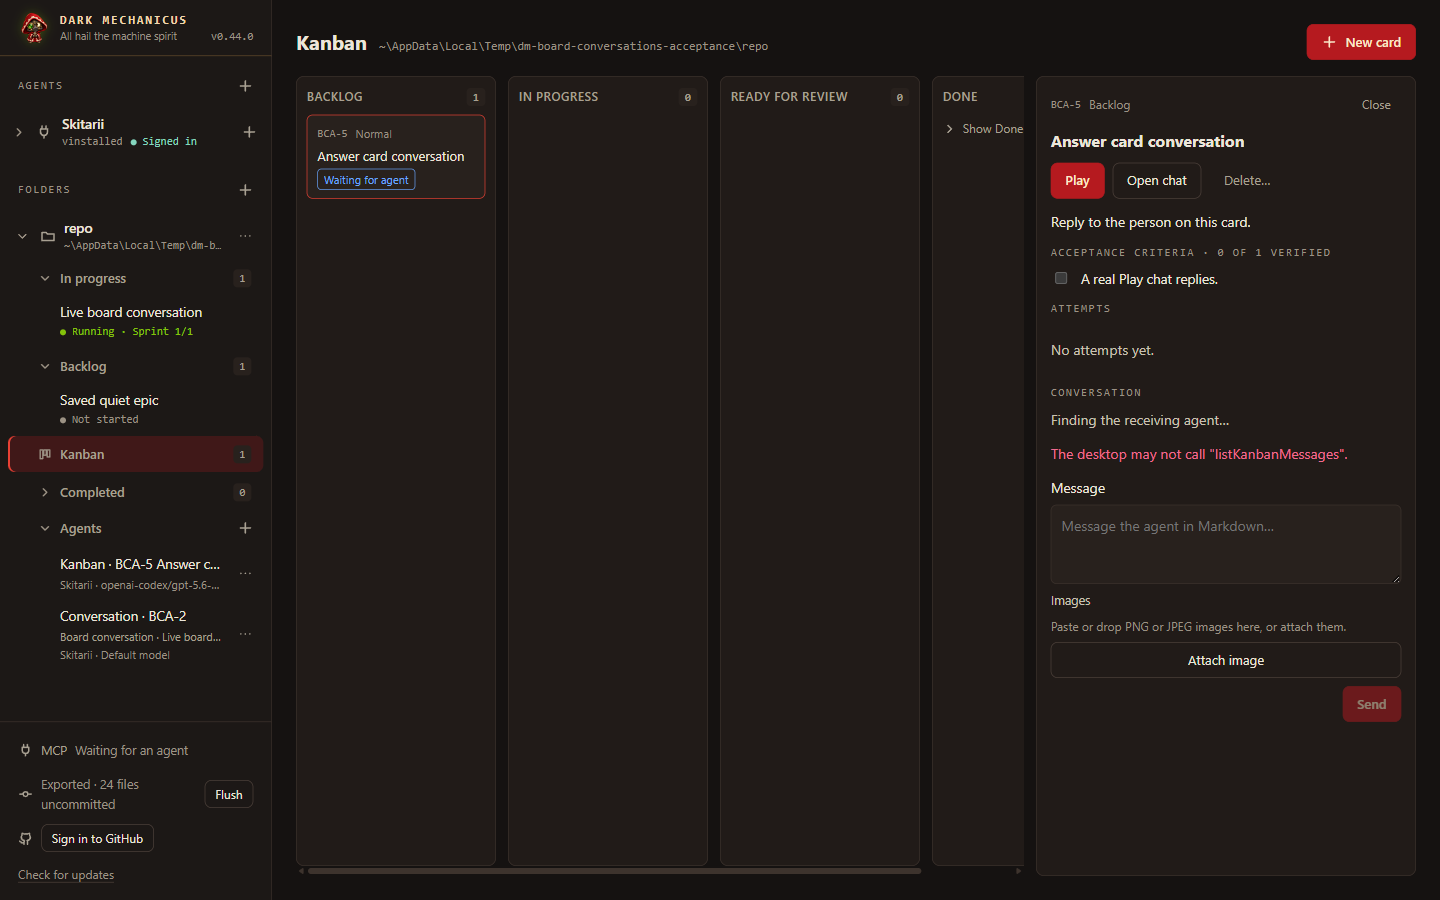 DARK MECHANICUS
All hail the machine spirit
v0.44.0
AGENTS
Skitarii
vinstalled ● Signed in
FOLDERS
repo
~\AppData\Local\Temp\dm-b…
In progress
1
Live board conversation
Running · Sprint 1/1
Backlog
1
Saved quiet epic
Not started
Kanban
1
Completed
0
Agents
Kanban · BCA-5 Answer c...
Skitarii · openai-codex/gpt-5.6-...
Conversation · BCA-2
Board conversation · Live board...
Skitarii · Default model
MCP Waiting for an agent
Exported · 24 files
uncommitted
Flush
Sign in to GitHub
Check for updates
Kanban ~\AppData\Local\Temp\dm-board-conversations-acceptance\repo
New card
BACKLOG
1
BCA-5 Normal
Answer card conversation
Waiting for agent
IN PROGRESS
0
READY FOR REVIEW
0
DONE
Show Done
BCA-5 Backlog
Close
Answer card conversation
Play
Open chat
Delete...
Reply to the person on this card.
ACCEPTANCE CRITERIA · 0 OF 1 VERIFIED
A real Play chat replies.
ATTEMPTS
No attempts yet.
CONVERSATION
Finding the receiving agent...
The desktop may not call "listKanbanMessages".
Message
Message the agent in Markdown...
Images
Paste or drop PNG or JPEG images here, or attach them.
Attach image
Send